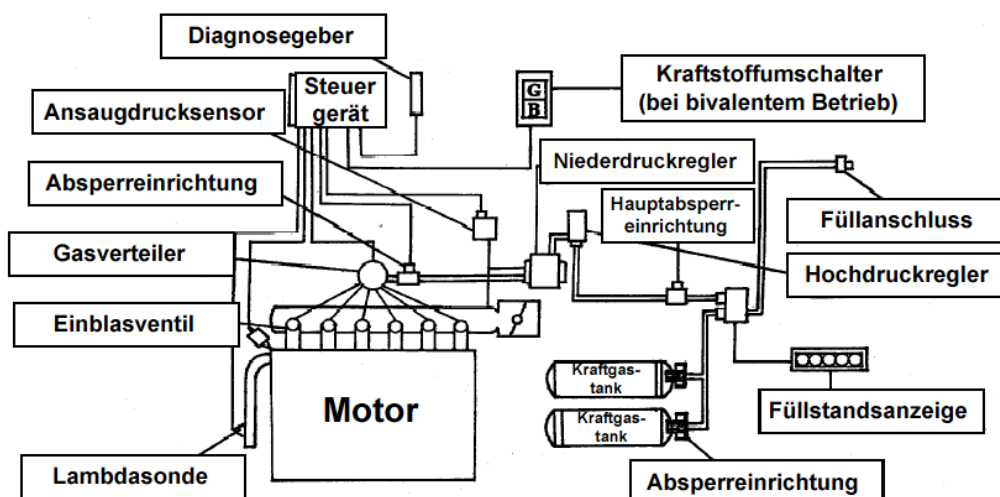 Diagnosegeber
Steuer
gerät
G
B
Kraftstoffumschalter
(bei bivalentem Betrieb)
Ansaugdrucksensor
Niederdruckregler
Absperreinrichtung
Hauptabsperr-
einrichtung
Füllanschluss
Gasverteiler
Hochdruckregler
Einblasventil
Kraftgas-
tank
Motor
Kraftgas-
tank
Füllstandsanzeige
Lambdasonde
Absperreinrichtung